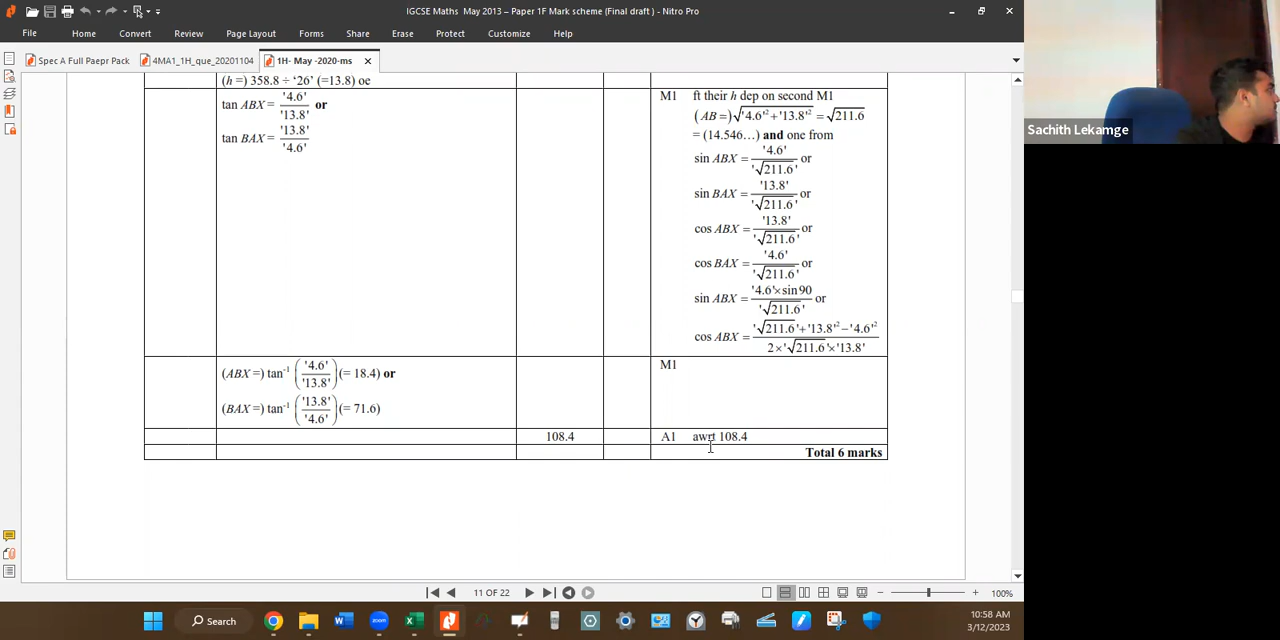 IGCSE Maths May 2013 – Paper 1F Mark scheme (Final draft ) - Nitro Pro
File Home Convert Review Page Layout Forms Share Erase Protect Customize Help
Spec A Full Paepr Pack 4MA1_1H_que_20201104 1H- May -2020-ms
(h =) 358.8 ÷ ‘26’ (=13.8) oe
tan ABX = '4.6' / '13.8' or
tan BAX = '13.8' / '4.6'
M1 ft their h dep on second M1
(AB =) √'4.6'² + '13.8'² = √211.6
= (14.546…) and one from
sin ABX = '4.6' / '√211.6' or
sin BAX = '13.8' / '√211.6' or
cos ABX = '13.8' / '√211.6' or
cos BAX = '4.6' / '√211.6' or
sin ABX = '4.6'×sin90 / '√211.6' or
cos ABX = '√211.6'+'13.8'²−'4.6'² / 2×'√211.6'×'13.8'
(ABX =) tan⁻¹ ('4.6' / '13.8') (= 18.4) or
(BAX =) tan⁻¹ ('13.8' / '4.6') (= 71.6)
M1
108.4 A1 awrt 108.4
Total 6 marks
Sachith Lekamge
11 OF 22
100%
Search
10:58 AM
3/12/2023